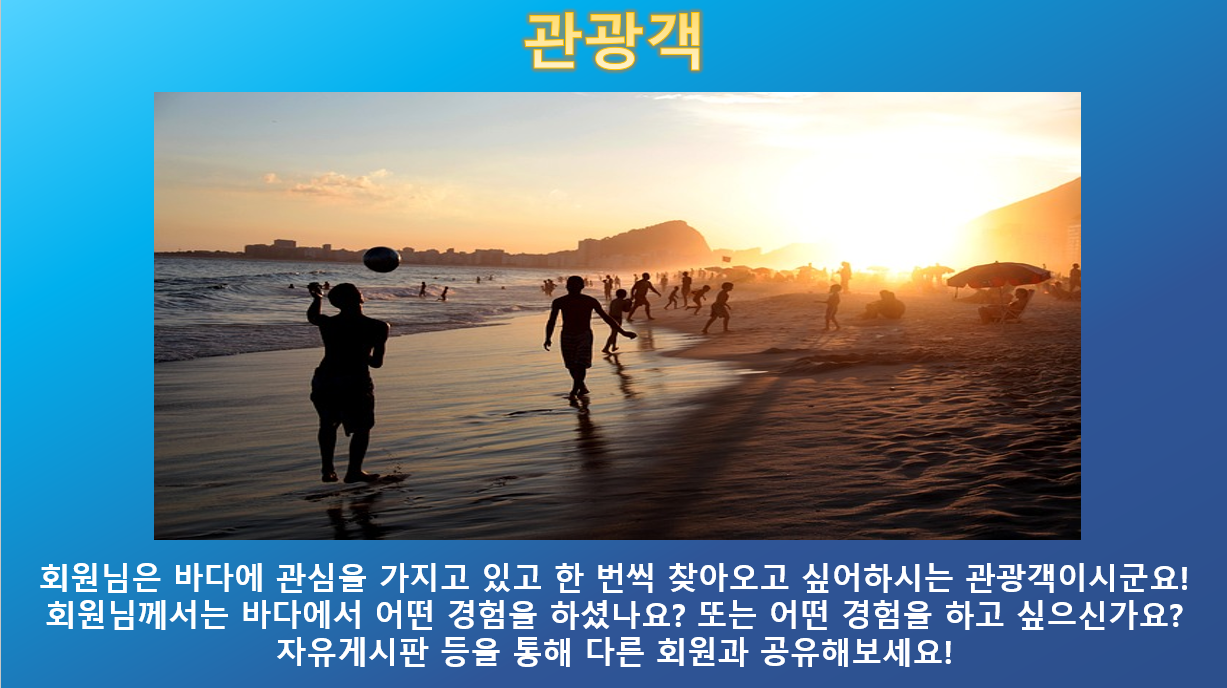 관광객
회원님은 바다에 관심을 가지고 있고 한 번씩 찾아오고 싶어하시는 관광객이시군요!
회원님께서는 바다에서 어떤 경험을 하셨나요? 또는 어떤 경험을 하고 싶으신가요?
자유게시판 등을 통해 다른 회원과 공유해보세요!